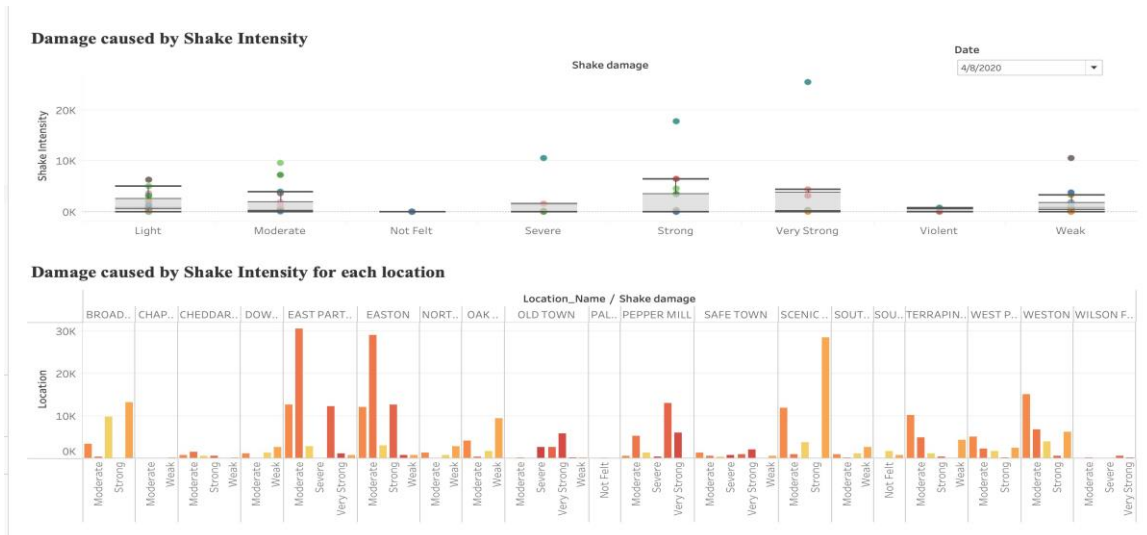 Damage caused by Shake Intensity
Date
Shake damage
4/8/2020
Shake Intensity
20K
10K
0K
Light Moderate Not Felt Severe Strong Very Strong Violent Weak
Damage caused by Shake Intensity for each location
Location_Name / Shake damage
BROAD.. CHAP.. CHEDDAR.. DOW.. EAST PART.. EASTON NORT.. OAK .. OLD TOWN PAL.. PEPPER MILL SAFE TOWN SCENIC .. SOUT.. SOU.. TERRAPIN.. WEST P.. WESTON WILSON F..
Location
30K
20K
10K
0K
Moderate Strong Moderate Weak Moderate Strong Weak Moderate Weak Moderate Severe Very Strong Moderate Strong Weak Moderate Weak Moderate Weak Moderate Severe Very Strong Weak Not Felt Moderate Severe Very Strong Moderate Strong Very Strong Weak Moderate Strong Moderate Weak Not Felt Moderate Strong Weak Moderate Strong Weak Moderate Strong Weak Moderate Severe Very Strong